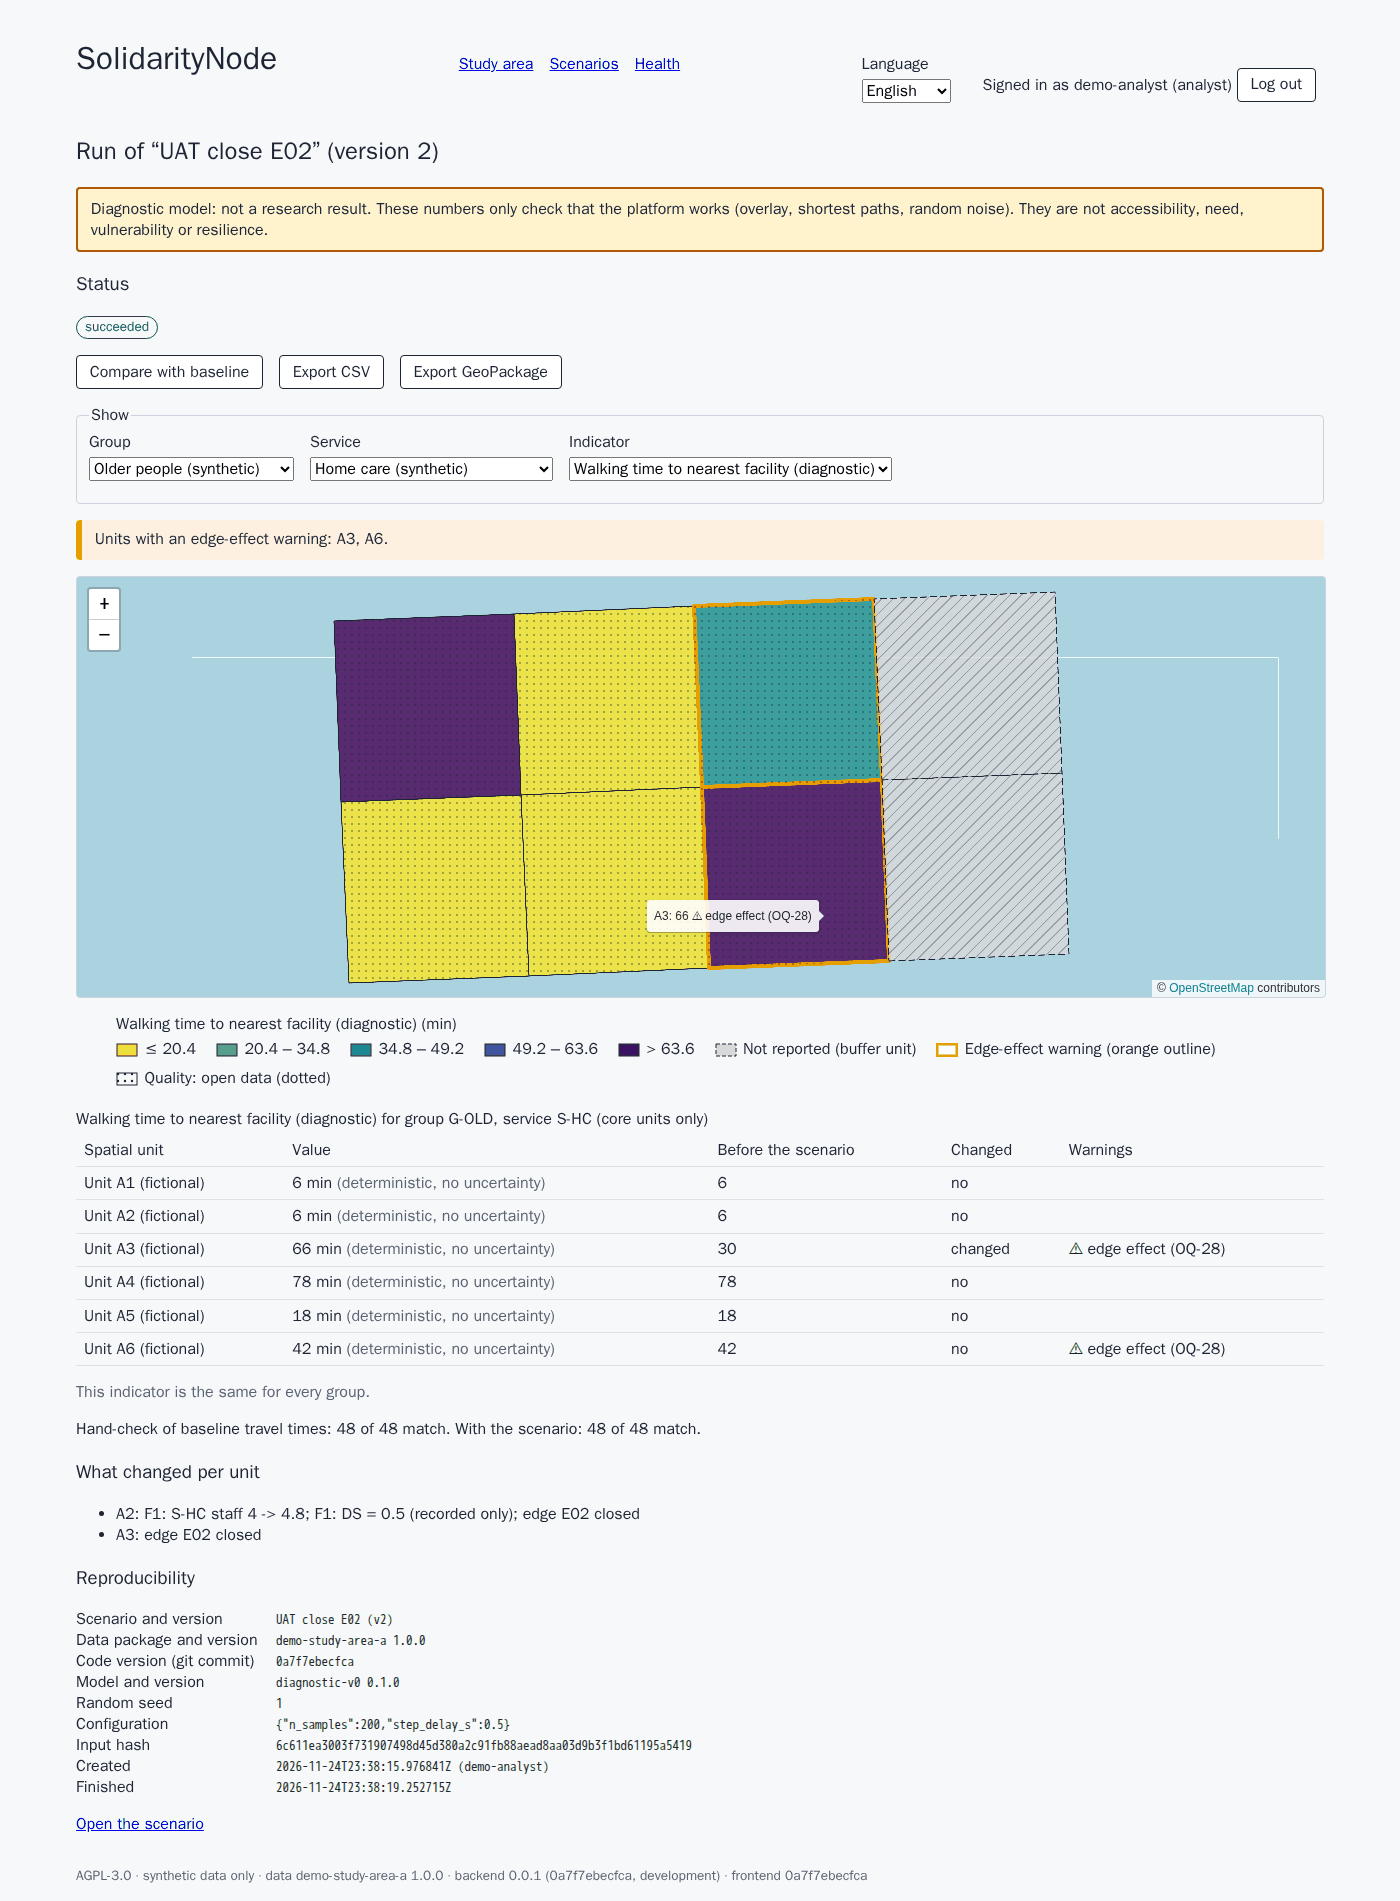 SolidarityNode
Study area Scenarios Health
Language
English
Signed in as demo-analyst (analyst) Log out
Run of “UAT close E02” (version 2)
Diagnostic model: not a research result. These numbers only check that the platform works (overlay, shortest paths, random noise). They are not accessibility, need,
vulnerability or resilience.
Status
succeeded
Compare with baseline Export CSV Export GeoPackage
Show
Group Service Indicator
Older people (synthetic) Home care (synthetic) Walking time to nearest facility (diagnostic)
Units with an edge-effect warning: A3, A6.
+
−
A3: 66 ⚠ edge effect (OQ-28)
© OpenStreetMap contributors
Walking time to nearest facility (diagnostic) (min)
≤ 20.4 20.4 – 34.8 34.8 – 49.2 49.2 – 63.6 > 63.6 Not reported (buffer unit) Edge-effect warning (orange outline)
Quality: open data (dotted)
Walking time to nearest facility (diagnostic) for group G-OLD, service S-HC (core units only)
Spatial unit Value Before the scenario Changed Warnings
Unit A1 (fictional) 6 min (deterministic, no uncertainty) 6 no
Unit A2 (fictional) 6 min (deterministic, no uncertainty) 6 no
Unit A3 (fictional) 66 min (deterministic, no uncertainty) 30 changed ⚠ edge effect (OQ-28)
Unit A4 (fictional) 78 min (deterministic, no uncertainty) 78 no
Unit A5 (fictional) 18 min (deterministic, no uncertainty) 18 no
Unit A6 (fictional) 42 min (deterministic, no uncertainty) 42 no ⚠ edge effect (OQ-28)
This indicator is the same for every group.
Hand-check of baseline travel times: 48 of 48 match. With the scenario: 48 of 48 match.
What changed per unit
• A2: F1: S-HC staff 4 -> 4.8; F1: DS = 0.5 (recorded only); edge E02 closed
• A3: edge E02 closed
Reproducibility
Scenario and version UAT close E02 (v2)
Data package and version demo-study-area-a 1.0.0
Code version (git commit) 0a7f7ebecfca
Model and version diagnostic-v0 0.1.0
Random seed 1
Configuration {"n_samples":200,"step_delay_s":0.5}
Input hash 6c611ea3003f731907498d45d380a2c91fb88aead8aa03d9b3f1bd61195a5419
Created 2026-11-24T23:38:15.976841Z (demo-analyst)
Finished 2026-11-24T23:38:19.252715Z
Open the scenario
AGPL-3.0 · synthetic data only · data demo-study-area-a 1.0.0 · backend 0.0.1 (0a7f7ebecfca, development) · frontend 0a7f7ebecfca